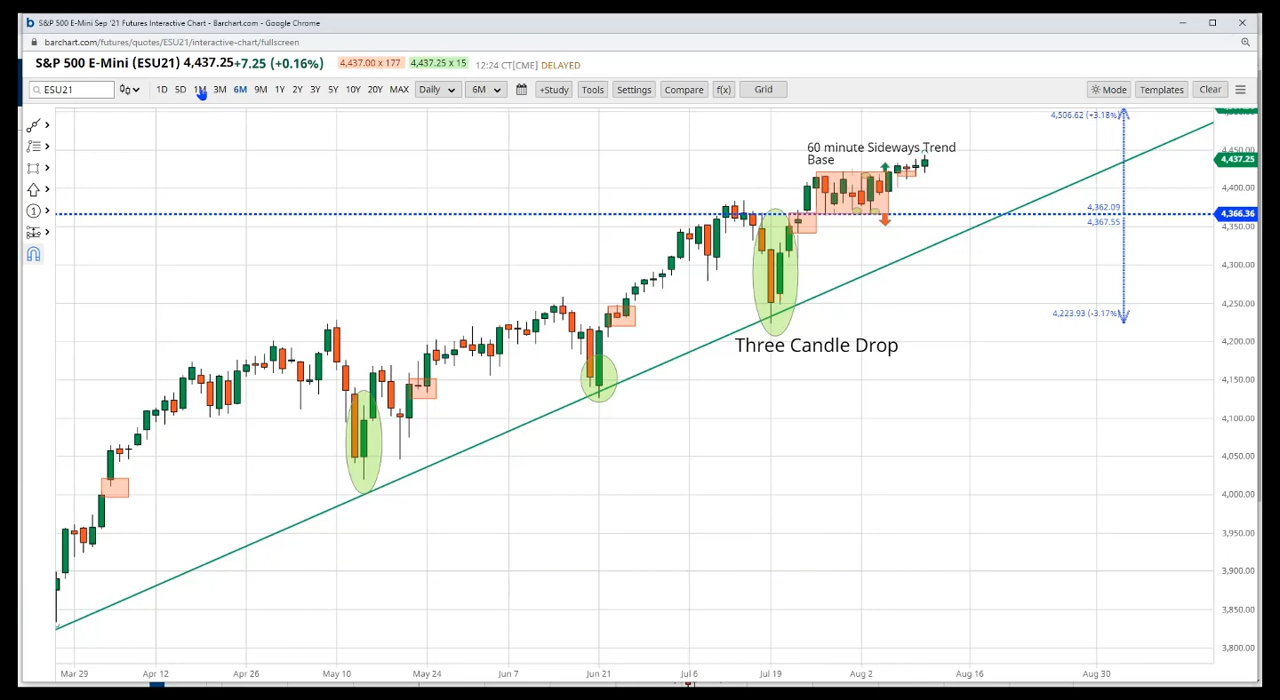 S&P 500 E-Mini Sep '21 Futures Interactive Chart - Barchart.com - Google Chrome
barchart.com/futures/quotes/ESU21/interactive-chart/fullscreen
S&P 500 E-Mini (ESU21) 4,437.25 +7.25 (+0.16%) 4,437.00 x 177 4,437.25 x 15 12:24 CT[CME] DELAYED
ESU21 1D 5D 1M 3M 6M 9M 1Y 2Y 3Y 5Y 10Y 20Y MAX Daily 6M +Study Tools Settings Compare f(x) Grid Mode Templates Clear
4,506.62 (+3.18%)
60 minute Sideways Trend
Base
4,450.00
4,437.25
4,400.00
4,362.09
4,366.36
4,367.55
4,350.00
4,300.00
4,250.00
4,223.93 (-3.17%)
4,200.00
Three Candle Drop
4,150.00
4,100.00
4,050.00
4,000.00
3,950.00
3,900.00
3,850.00
3,800.00
Mar 29 Apr 12 Apr 26 May 10 May 24 Jun 7 Jun 21 Jul 6 Jul 19 Aug 2 Aug 16 Aug 30